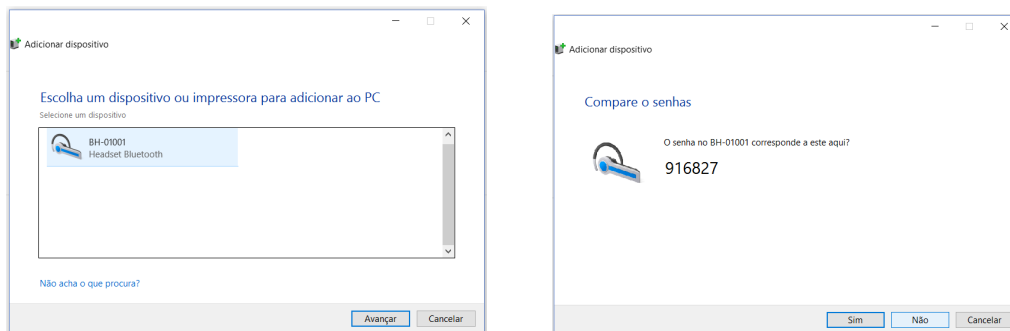 Adicionar dispositivo
Escolha um dispositivo ou impressora para adicionar ao PC
Selecione um dispositivo
BH-01001
Headset Bluetooth
Não acha o que procura?
Avançar Cancelar
Adicionar dispositivo
Compare o senhas
O senha no BH-01001 corresponde a este aqui?
916827
Sim Não Cancelar